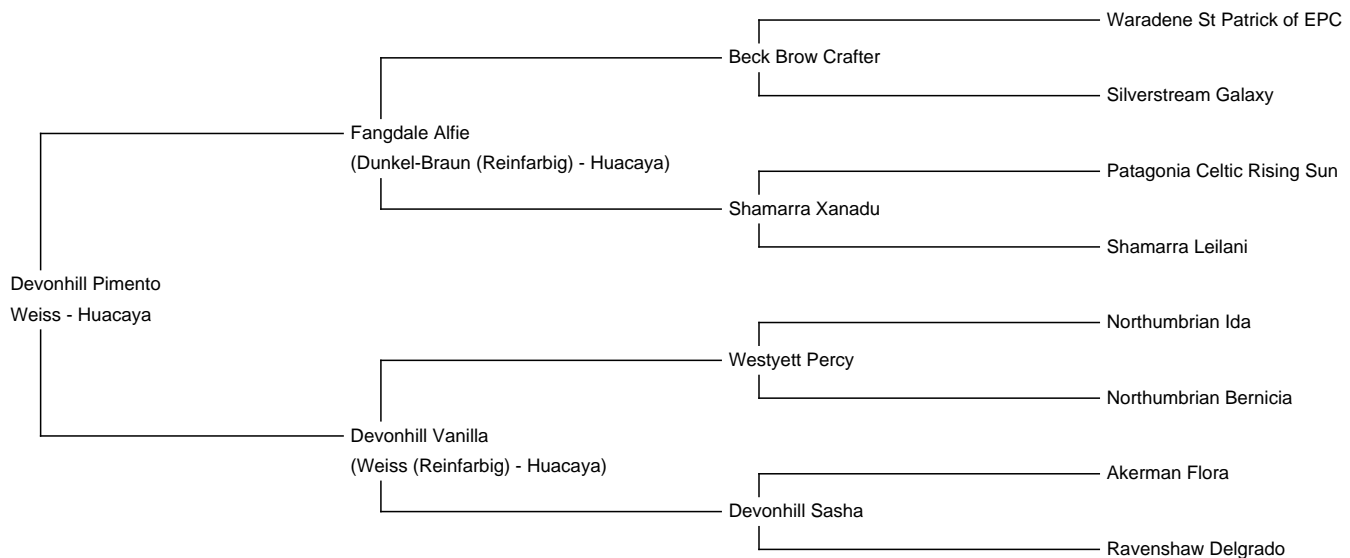 Waradene St Patrick of EPC
Beck Brow Crafter
Silverstream Galaxy
Fangdale Alfie
(Dunkel-Braun (Reinfarbig) - Huacaya)
Patagonia Celtic Rising Sun
Shamarra Xanadu
Shamarra Leilani
Devonhill Pimento
Weiss - Huacaya
Northumbrian Ida
Westyett Percy
Northumbrian Bernicia
Devonhill Vanilla
(Weiss (Reinfarbig) - Huacaya)
Akerman Flora
Devonhill Sasha
Ravenshaw Delgrado